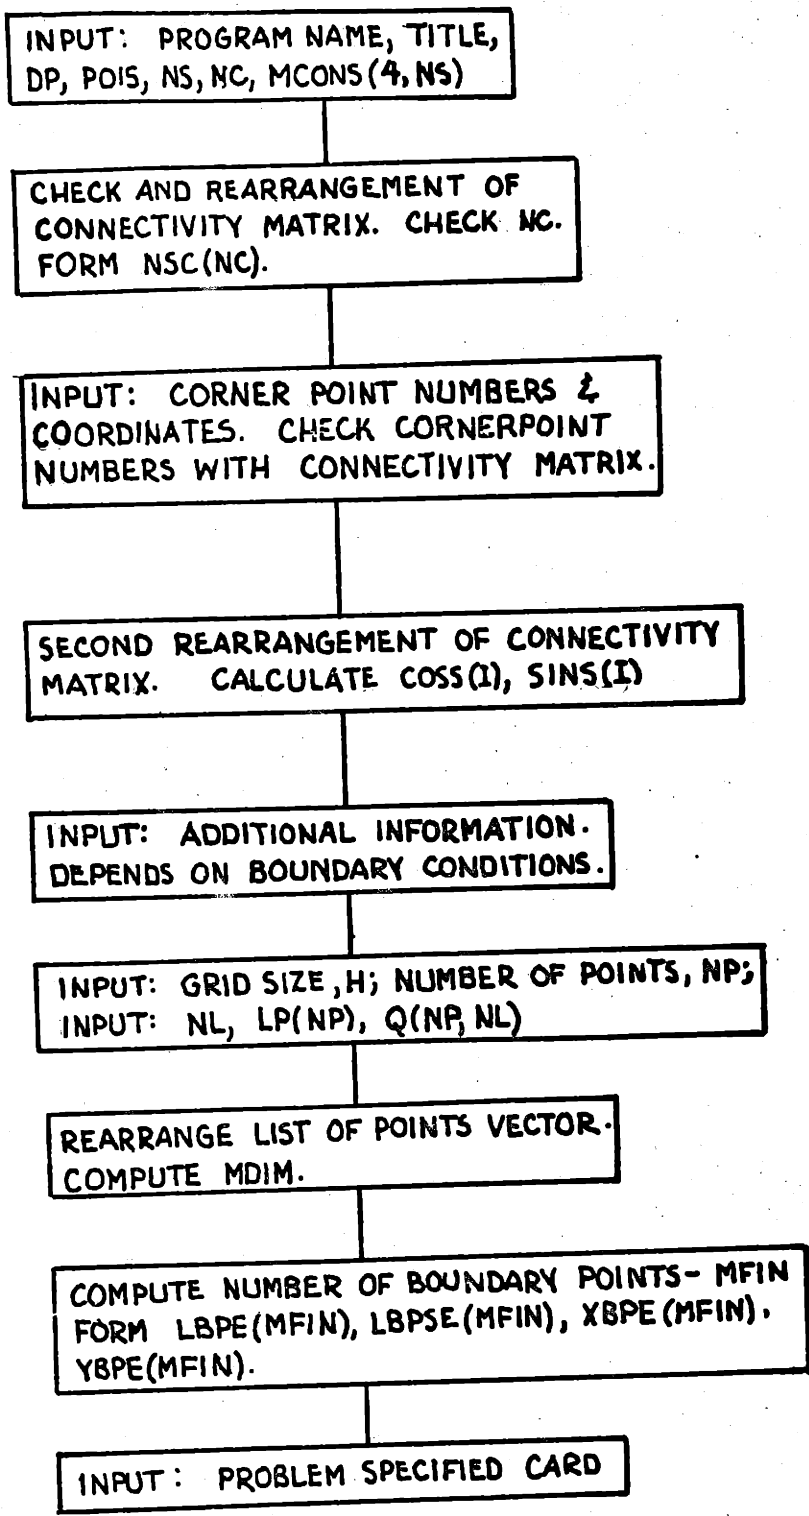 INPUT: PROGRAM NAME, TITLE,
DP, POIS, NS, NC, MCONS(4, NS)
CHECK AND REARRANGEMENT OF
CONNECTIVITY MATRIX. CHECK NC.
FORM NSC(NC).
INPUT: CORNER POINT NUMBERS &
COORDINATES. CHECK CORNERPOINT
NUMBERS WITH CONNECTIVITY MATRIX.
SECOND REARRANGEMENT OF CONNECTIVITY
MATRIX. CALCULATE COSS(I), SINS(I)
INPUT: ADDITIONAL INFORMATION.
DEPENDS ON BOUNDARY CONDITIONS.
INPUT: GRID SIZE, H; NUMBER OF POINTS, NP;
INPUT: NL, LP(NP), Q(NP, NL)
REARRANGE LIST OF POINTS VECTOR.
COMPUTE MDIM.
COMPUTE NUMBER OF BOUNDARY POINTS- MFIN
FORM LBPE(MFIN), LBPSE(MFIN), XBPE(MFIN).
YBPE(MFIN).
INPUT: PROBLEM SPECIFIED CARD